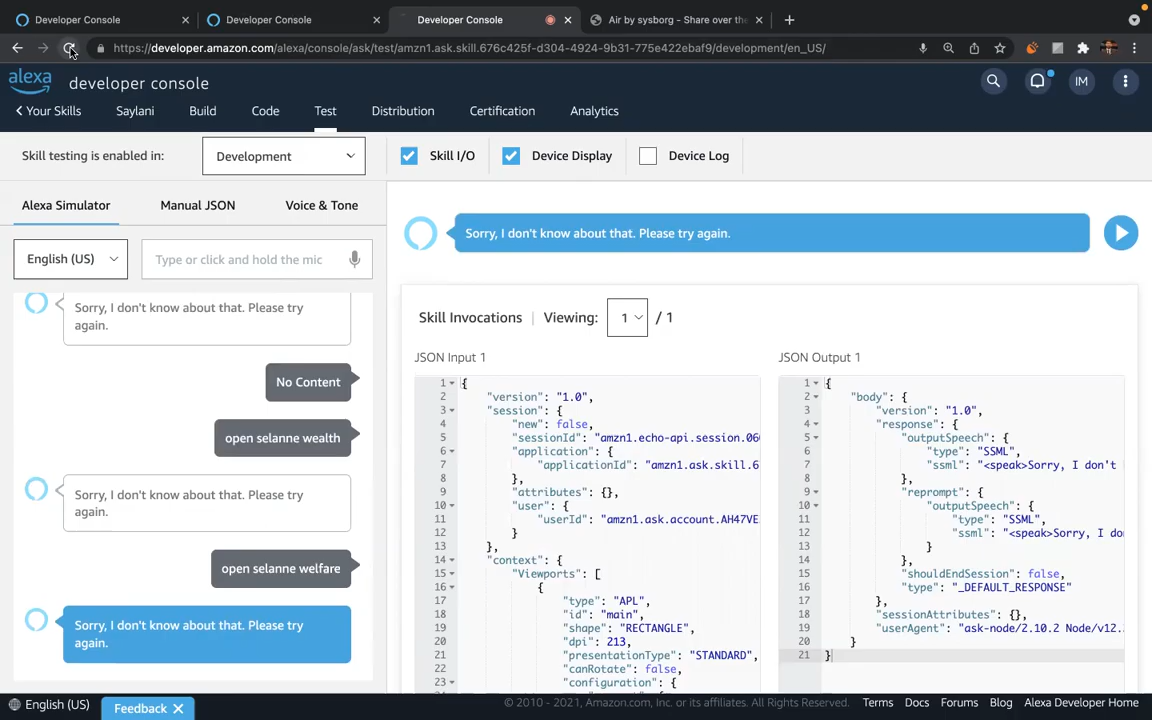 Developer Console
Developer Console
Developer Console
Air by sysborg - Share over the
https://developer.amazon.com/alexa/console/ask/test/amzn1.ask.skill.676c425f-d304-4924-9b31-775e422ebaf9/development/en_US/
alexa
developer console
IM
Your Skills
Saylani
Build
Code
Test
Distribution
Certification
Analytics
Skill testing is enabled in:
Development
Skill I/O
Device Display
Device Log
Alexa Simulator
Manual JSON
Voice & Tone
English (US)
Type or click and hold the mic
Sorry, I don't know about that. Please try
again.
No Content
open selanne wealth
Sorry, I don't know about that. Please try
again.
open selanne welfare
Sorry, I don't know about that. Please try
again.
Sorry, I don't know about that. Please try again.
Skill Invocations | Viewing: 1 / 1
JSON Input 1
1 {
2 "version": "1.0",
3 "session": {
4 "new": false,
5 "sessionId": "amzn1.echo-api.session.06
6 "application": {
7 "applicationId": "amzn1.ask.skill.6
8 },
9 "attributes": {},
10 "user": {
11 "userId": "amzn1.ask.account.AH47VE
12 }
13 },
14 "context": {
15 "Viewports": [
16 {
17 "type": "APL",
18 "id": "main",
19 "shape": "RECTANGLE",
20 "dpi": 213,
21 "presentationType": "STANDARD",
22 "canRotate": false,
23 "configuration": {
JSON Output 1
1 {
2 "body": {
3 "version": "1.0",
4 "response": {
5 "outputSpeech": {
6 "type": "SSML",
7 "ssml": "<speak>Sorry, I don't
8 },
9 "reprompt": {
10 "outputSpeech": {
11 "type": "SSML",
12 "ssml": "<speak>Sorry, I do
13 }
14 },
15 "shouldEndSession": false,
16 "type": "_DEFAULT_RESPONSE"
17 },
18 "sessionAttributes": {},
19 "userAgent": "ask-node/2.10.2 Node/v12.
20 }
21 }
English (US)
Feedback
© 2010 - 2021, Amazon.com, Inc. or its affiliates. All Rights Reserved.
Terms
Docs
Forums
Blog
Alexa Developer Home